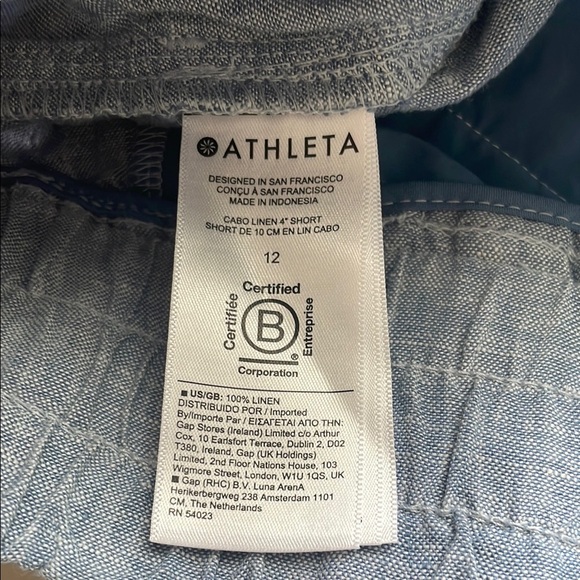 ATHLETA
DESIGNED IN SAN FRANCISCO
CONÇU À SAN FRANCISCO
MADE IN INDONESIA
CABO LINEN 4" SHORT
SHORT DE 10 CM EN LIN CABO
12
Certified
Certifiée
B
Entreprise
®
Corporation
■ US/GB: 100% LINEN
DISTRIBUIDO POR / Imported
By/Importe Par / ΕΙΣΑΓΕΤΑΙ ΑΠΟ ΤΗΝ:
Gap Stores (Ireland) Limited c/o Arthur
Cox, 10 Earlsfort Terrace, Dublin 2, D02
T380, Ireland, Gap (UK Holdings)
Limited, 2nd Floor Nations House, 103
Wigmore Street, London, W1U 1QS, UK
■ Gap (RHC) B.V. Luna ArenA
Herikerbergweg 238 Amsterdam 1101
CM, The Netherlands
RN 54023